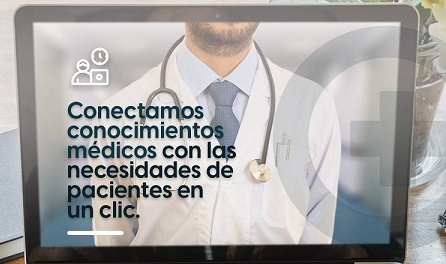 Conectamos
conocimientos
médicos con las
necesidades de
pacientes en
un clic.